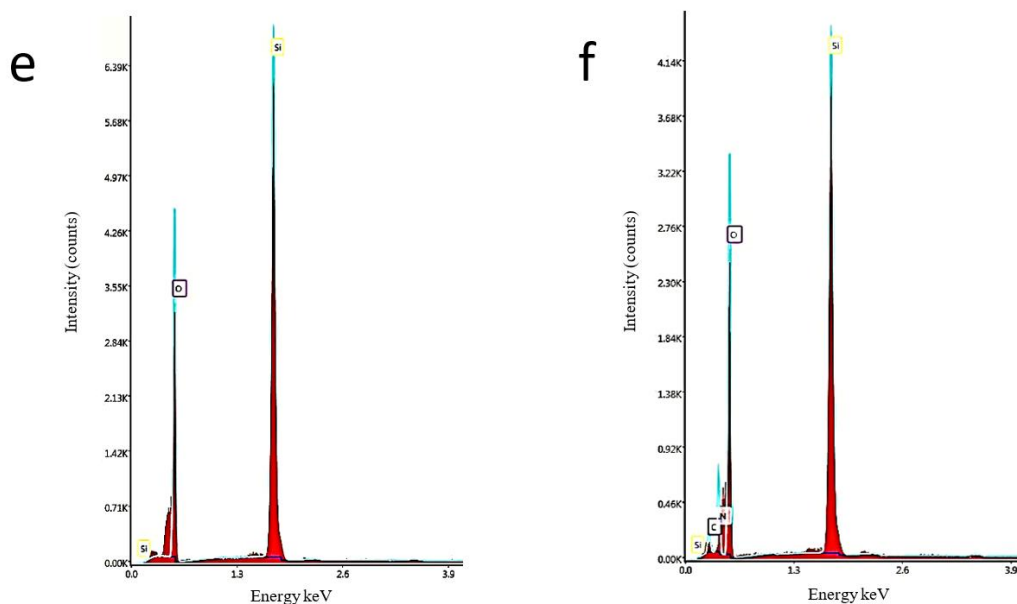 e
Si
6.39K
5.68K
4.97K
4.26K
3.55K
2.84K
2.13K
1.42K
0.71K
0.00K
O
Si
0.0
1.3
2.6
3.9
Intensity (counts)
Energy keV
f
Si
4.14K
3.68K
3.22K
2.76K
2.30K
1.84K
1.38K
0.92K
0.46K
0.00K
O
N
C
Si
0.0
1.3
2.6
3.9
Intensity (counts)
Energy keV